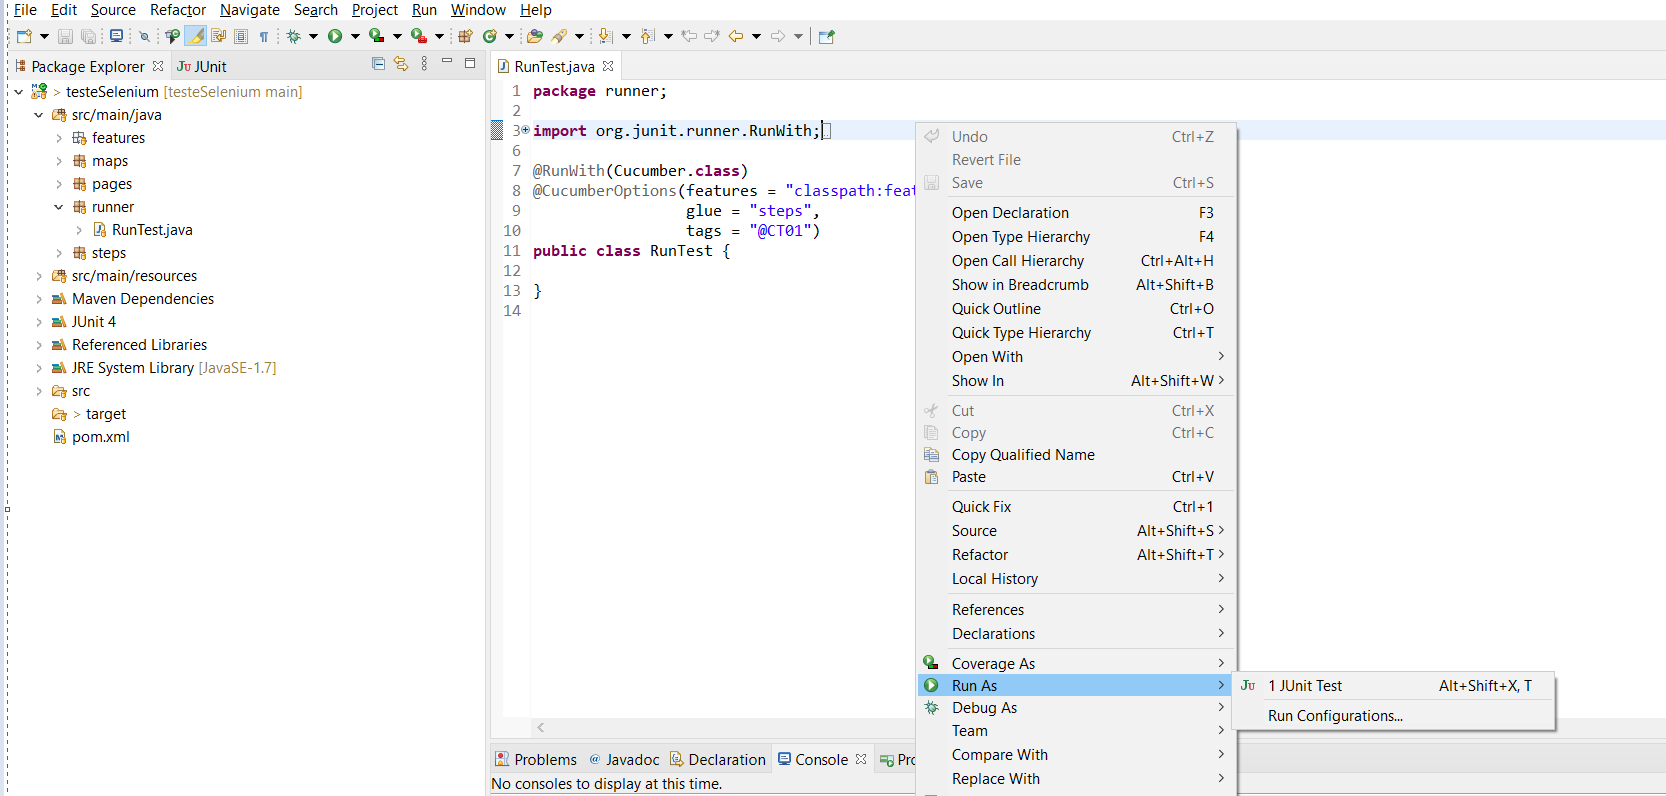 File Edit Source Refactor Navigate Search Project Run Window Help
Package Explorer JUnit
> testeSelenium [testeSelenium main]
src/main/java
features
maps
pages
runner
RunTest.java
steps
src/main/resources
Maven Dependencies
JUnit 4
Referenced Libraries
JRE System Library [JavaSE-1.7]
src
> target
pom.xml
RunTest.java
1 package runner;
2
3 import org.junit.runner.RunWith;
6
7 @RunWith(Cucumber.class)
8 @CucumberOptions(features = "classpath:feat
9 glue = "steps",
10 tags = "@CT01")
11 public class RunTest {
12
13 }
14
Undo Ctrl+Z
Revert File
Save Ctrl+S
Open Declaration F3
Open Type Hierarchy F4
Open Call Hierarchy Ctrl+Alt+H
Show in Breadcrumb Alt+Shift+B
Quick Outline Ctrl+O
Quick Type Hierarchy Ctrl+T
Open With >
Show In Alt+Shift+W >
Cut Ctrl+X
Copy Ctrl+C
Copy Qualified Name
Paste Ctrl+V
Quick Fix Ctrl+1
Source Alt+Shift+S >
Refactor Alt+Shift+T >
Local History >
References >
Declarations >
Coverage As >
Run As >
Debug As >
Team >
Compare With >
Replace With >
Ju 1 JUnit Test Alt+Shift+X, T
Run Configurations...
Problems @ Javadoc Declaration Console Pro
No consoles to display at this time.